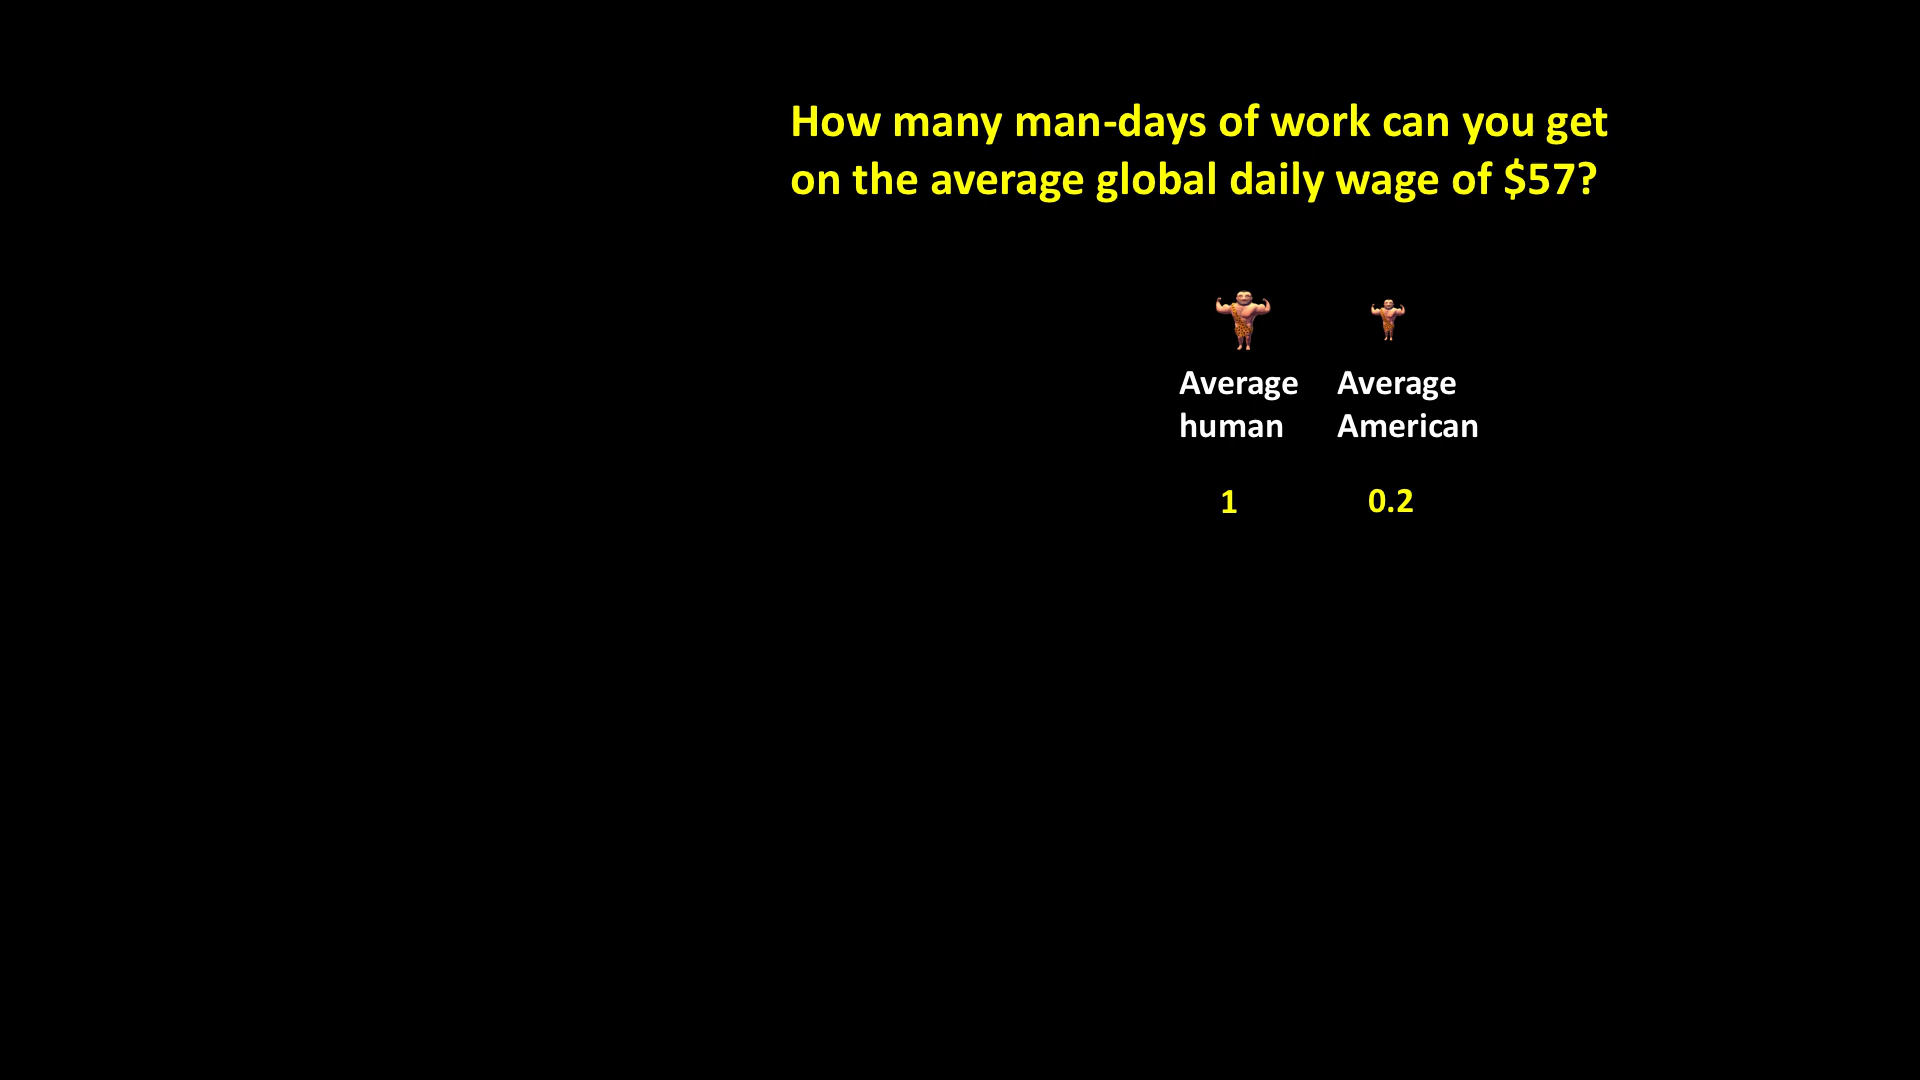 How many man-days of work can you get
on the average global daily wage of $57?
Average
human
Average
American
1
0.2